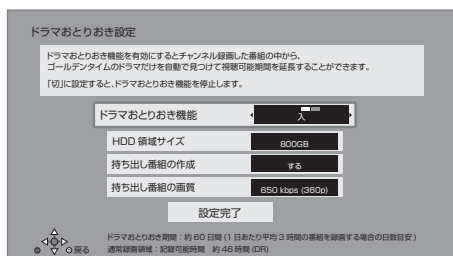 ドラマとりおき設定
ドラマとりおき機能を有効にするとチャンネル録画した番組の中から、
ゴールデンタイムのドラマだけを自動で見つけて視聴可能期間を延長することができます。
「切」に設定すると、ドラマとりおき機能を停止します。
ドラマとりおき機能 入
HDD 領域サイズ 800GB
持ち出し番組の作成 する
持ち出し番組の画質 650 kbps (360p)
設定完了
戻る
ドラマとりおき期間：約 60 日間 (1 日あたり平均 3 時間の番組を録画する場合の日数目安)
通常録画領域：記録可能時間 約 46 時間 (DR)